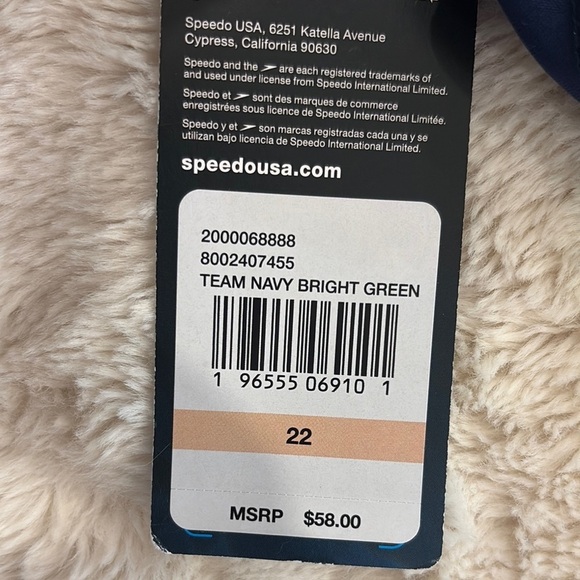 Speedo USA, 6251 Katella Avenue
Cypress, California 90630
Speedo and the are each registered trademarks of
and used under license from Speedo International Limited.
Speedo et sont des marques de commerce
enregistrées sous licence de Speedo International Limitée.
Speedo y et son marcas registradas cada una y se
utilizan bajo licencia de Speedo International Limited.
speedousa.com
2000068888
8002407455
TEAM NAVY BRIGHT GREEN
1 96555 06910 1
22
MSRP $58.00